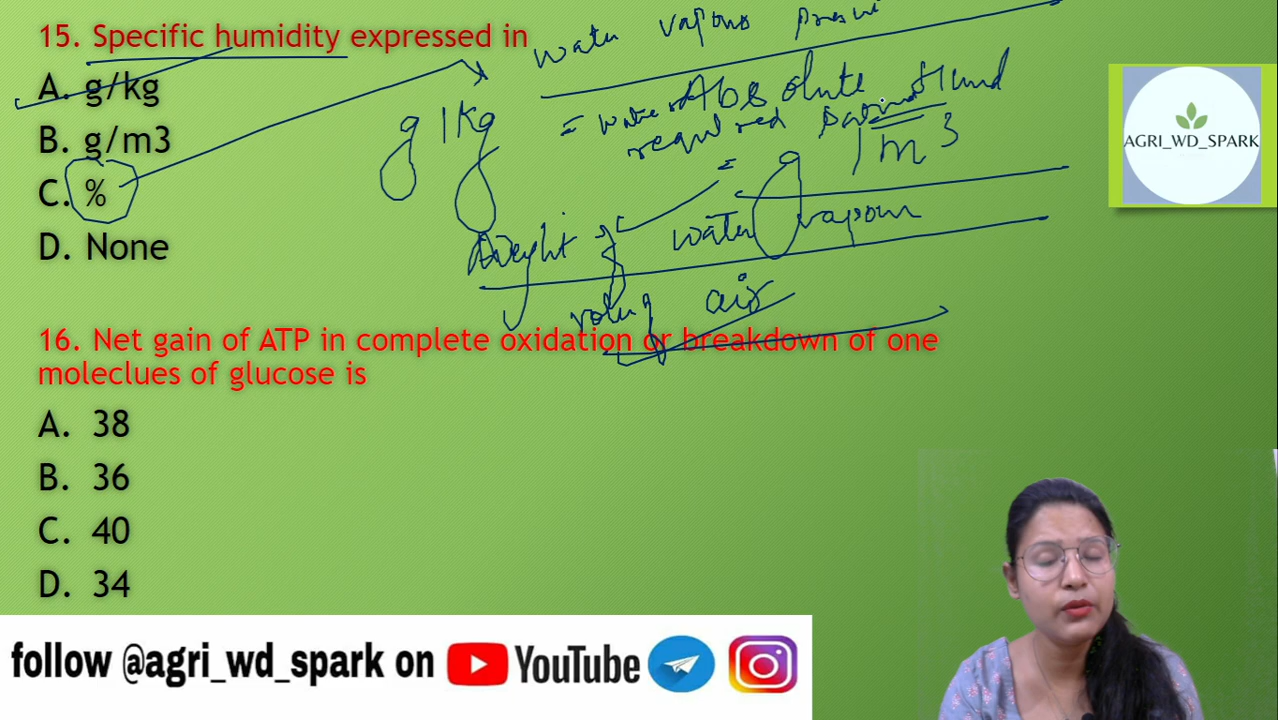 15. Specific humidity expressed in
A. g/kg
B. g/m3
C. %
D. None
water vapour
g/kg
Absolute Humd
= water
required
= g/m3
Weight of water vapour
air
AGRI_WD_SPARK
16. Net gain of ATP in complete oxidation or breakdown of one
moleclues of glucose is
A. 38
B. 36
C. 40
D. 34
follow @agri_wd_spark on YouTube